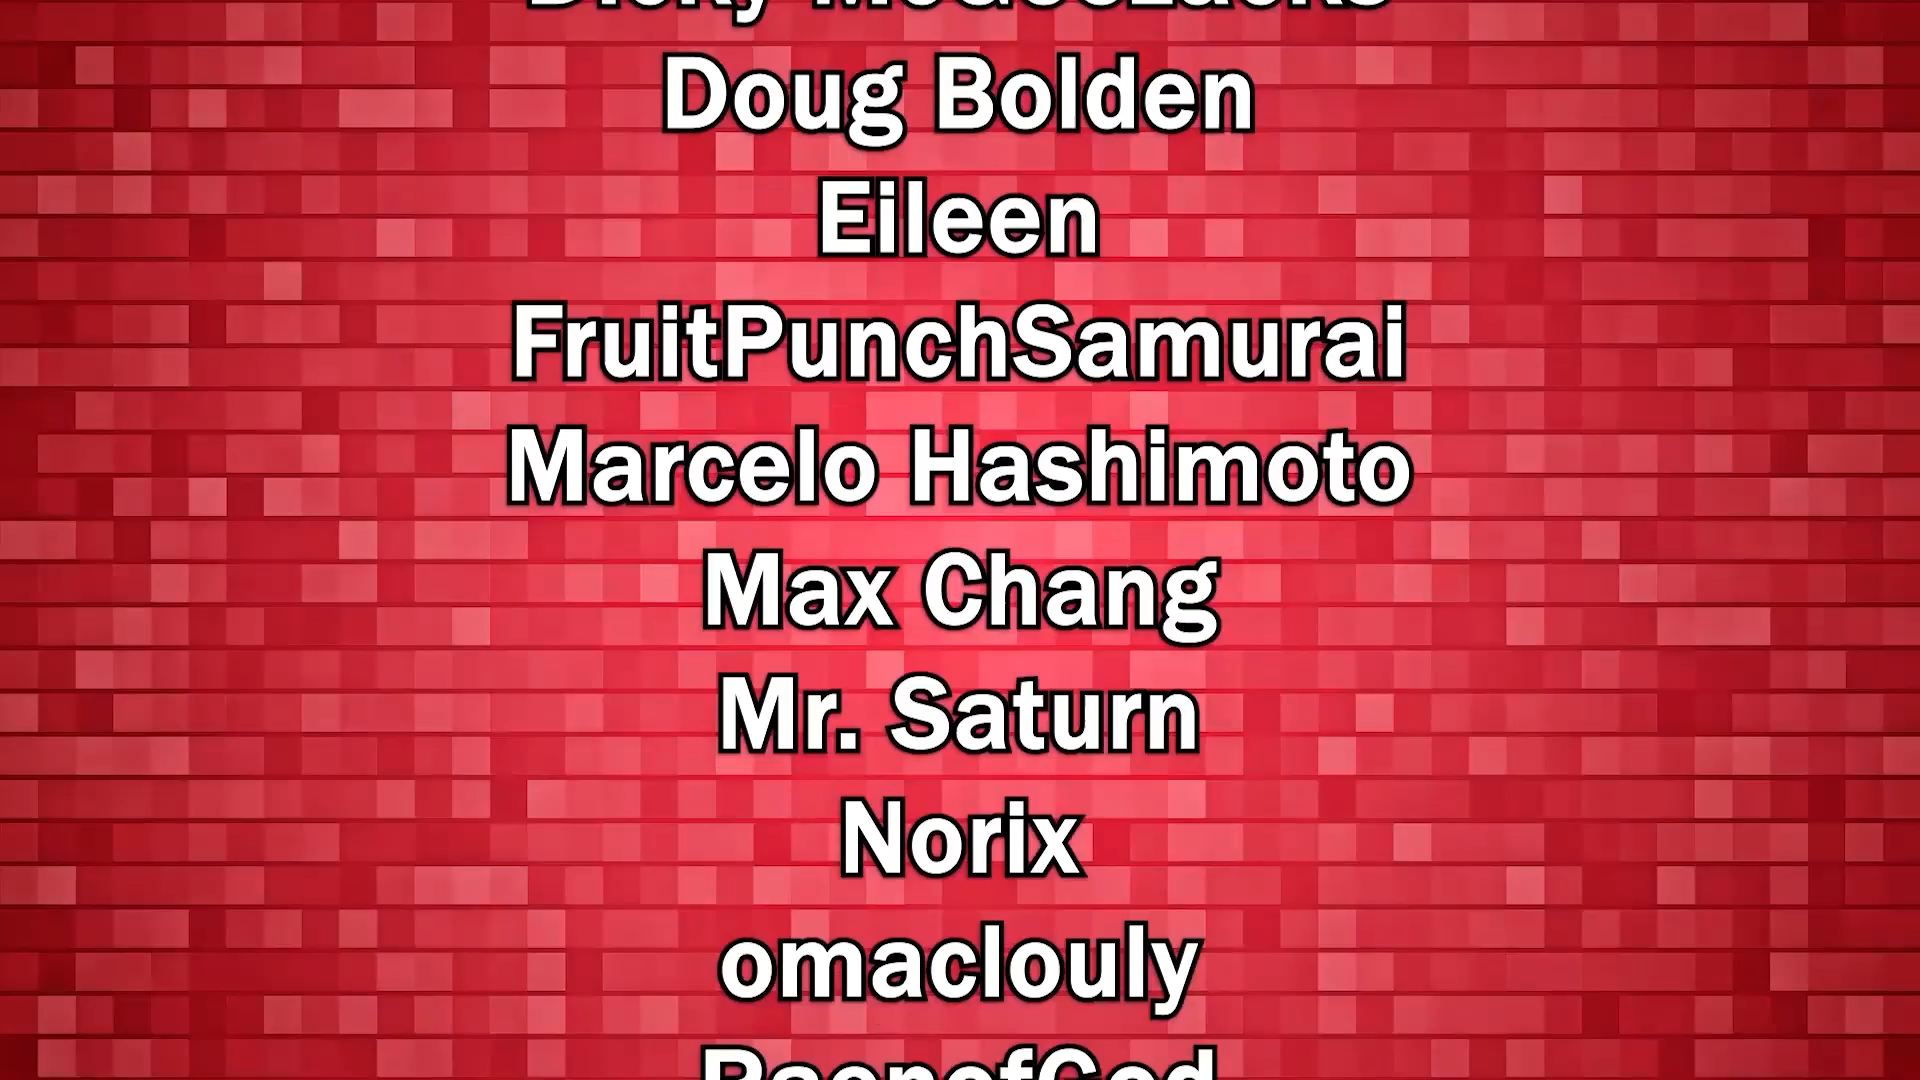 Doug Bolden
Eileen
FruitPunchSamurai
Marcelo Hashimoto
Max Chang
Mr. Saturn
Norix
omaclouly